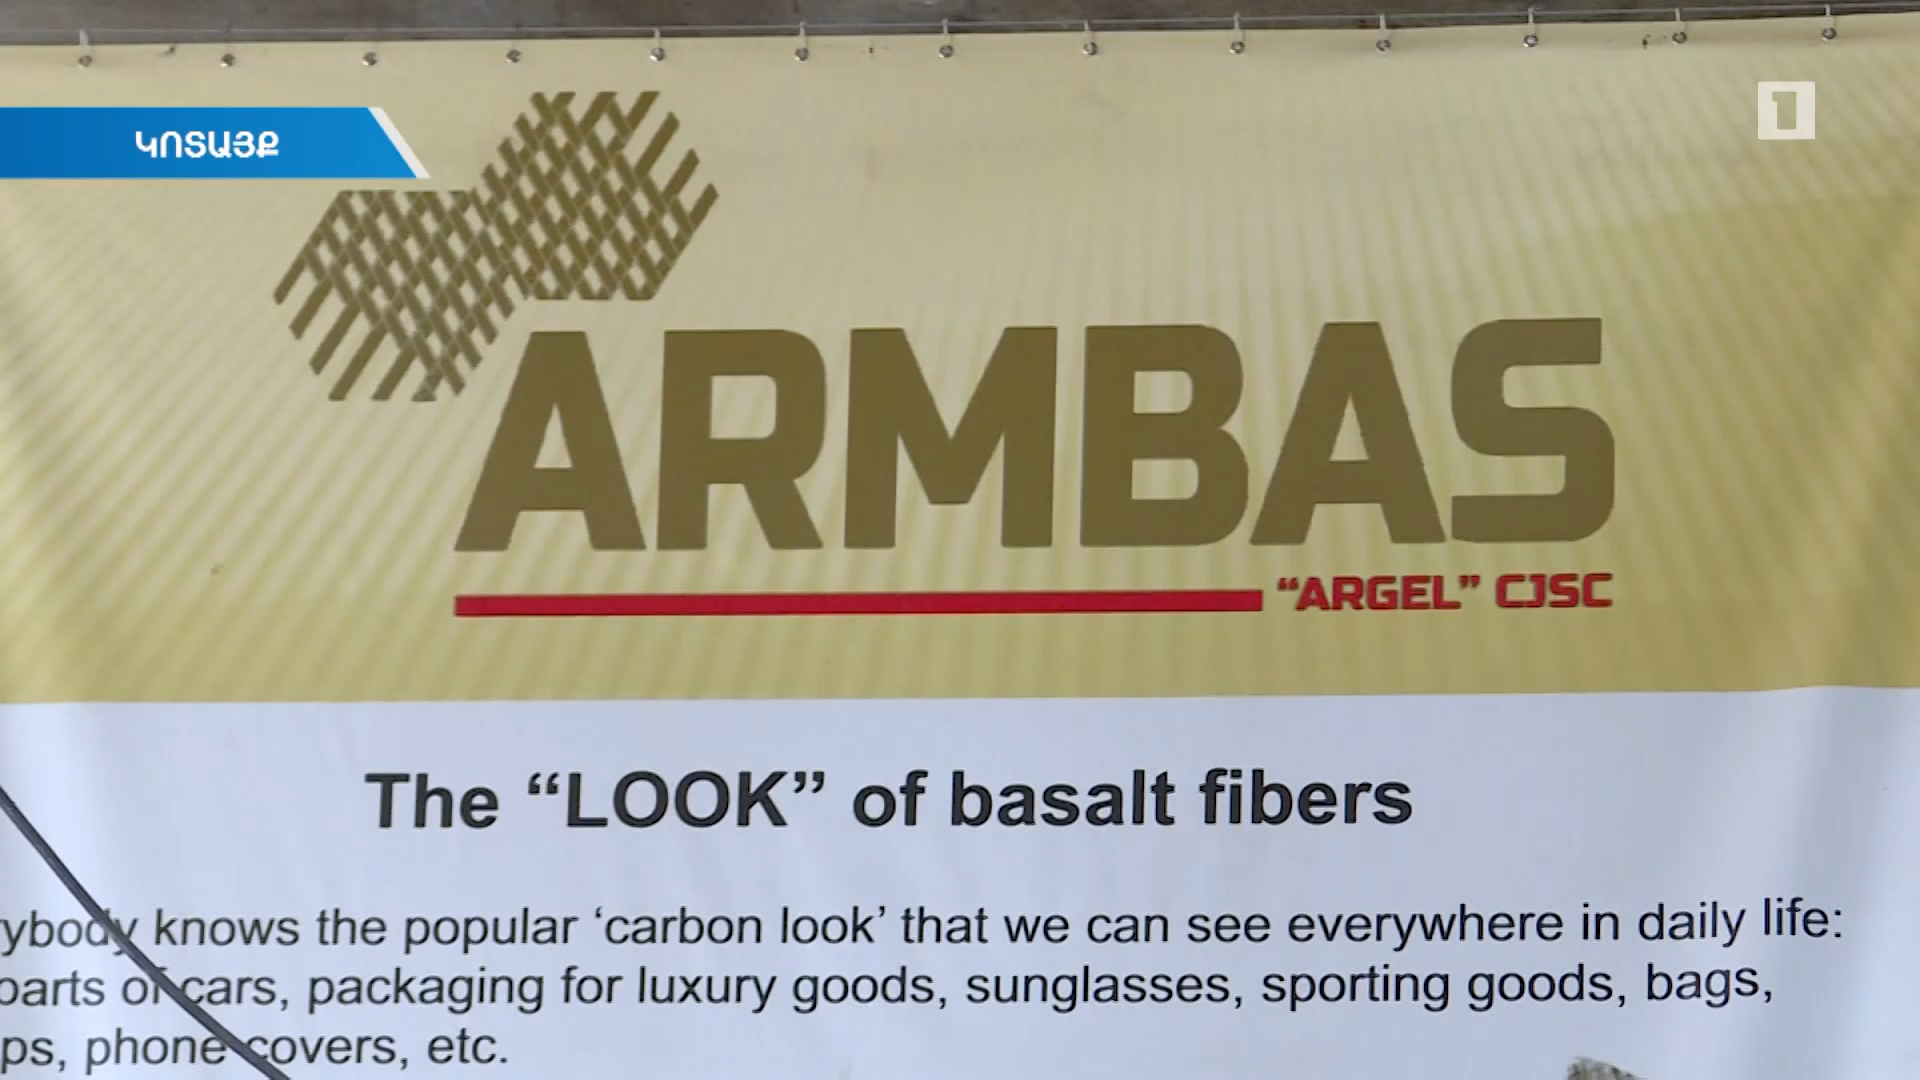 ԿՈՏԱՅՔ
1
ARMBAS
“ARGEL” CJSC
The “LOOK” of basalt fibers
knows the popular ‘carbon look’ that we can see everywhere in daily life:
parts of cars, packaging for luxury goods, sunglasses, sporting goods, bags,
phone covers, etc.